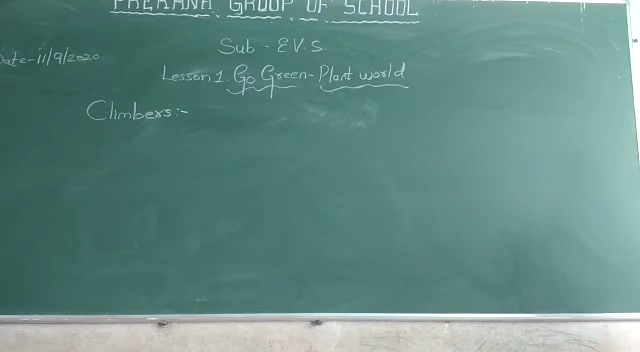 PRERANA GROUP OF SCHOOL
Sub - E.V.S.
Date-11/9/2020
Lesson 1. Go Green - Plant world
Climbers:-